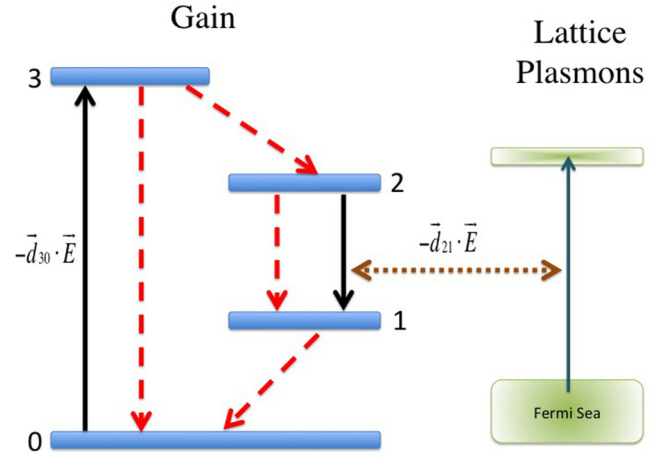 Gain
Lattice
Plasmons
3
2
-d⃗₃₀·E⃗
-d⃗₂₁·E⃗
1
Fermi Sea
0